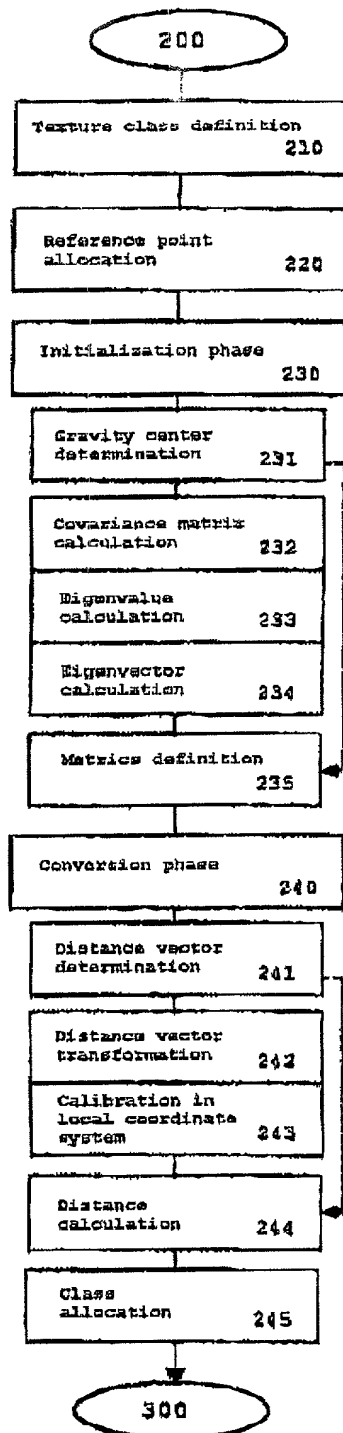 200
Texture class definition
210
Reference point
allocation
220
Initialization phase
230
Gravity center
determination
231
Covariance matrix
calculation
232
Eigenvalue
calculation
233
Eigenvector
calculation
234
Metrics definition
235
Conversion phase
240
Distance vector
determination
241
Distance vector
transformation
242
Calibration in
local coordinate
system
243
Distance
calculation
244
Class
allocation
245
300